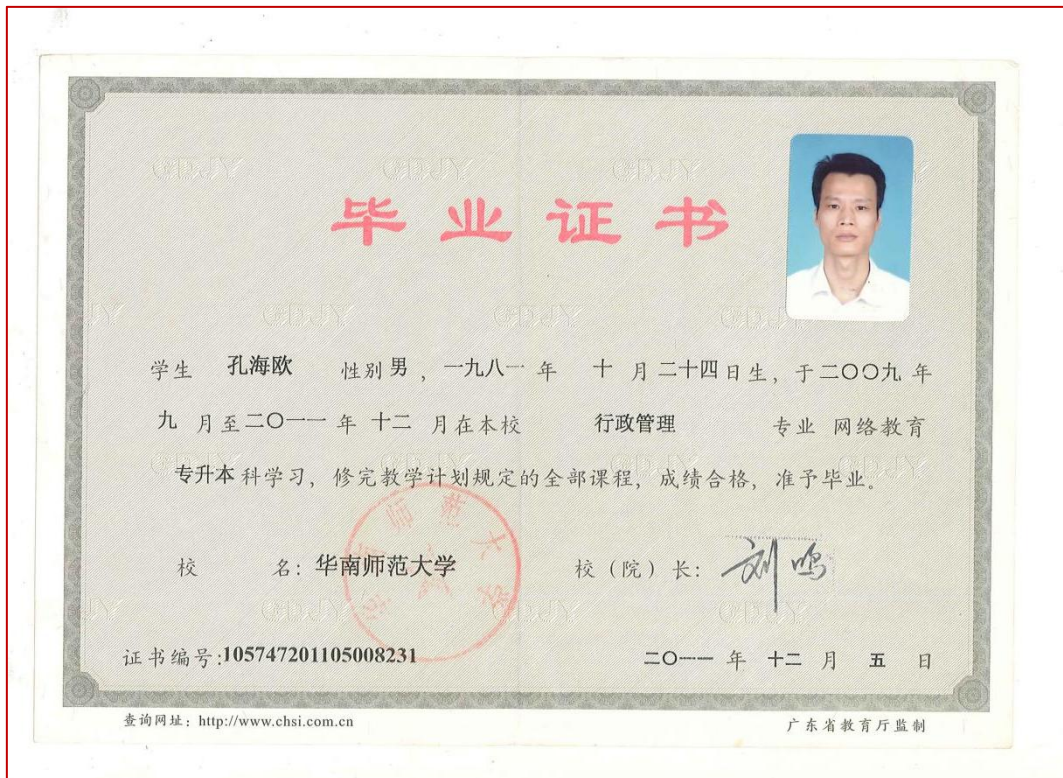 毕业证书
学生 孔海欧 性别 男 ，一九八一 年 十 月 二十四 日生，于 二〇〇九 年
九 月至 二〇一一 年 十二 月在本校 行政管理 专业 网络教育
专升本 科学习，修完教学计划规定的全部课程，成绩合格，准予毕业。
校 名：华南师范大学 校（院）长：刘鸣
证书编号：105747201105008231 二〇一一 年 十二 月 五 日
查询网址：http://www.chsi.com.cn 广东省教育厅监制